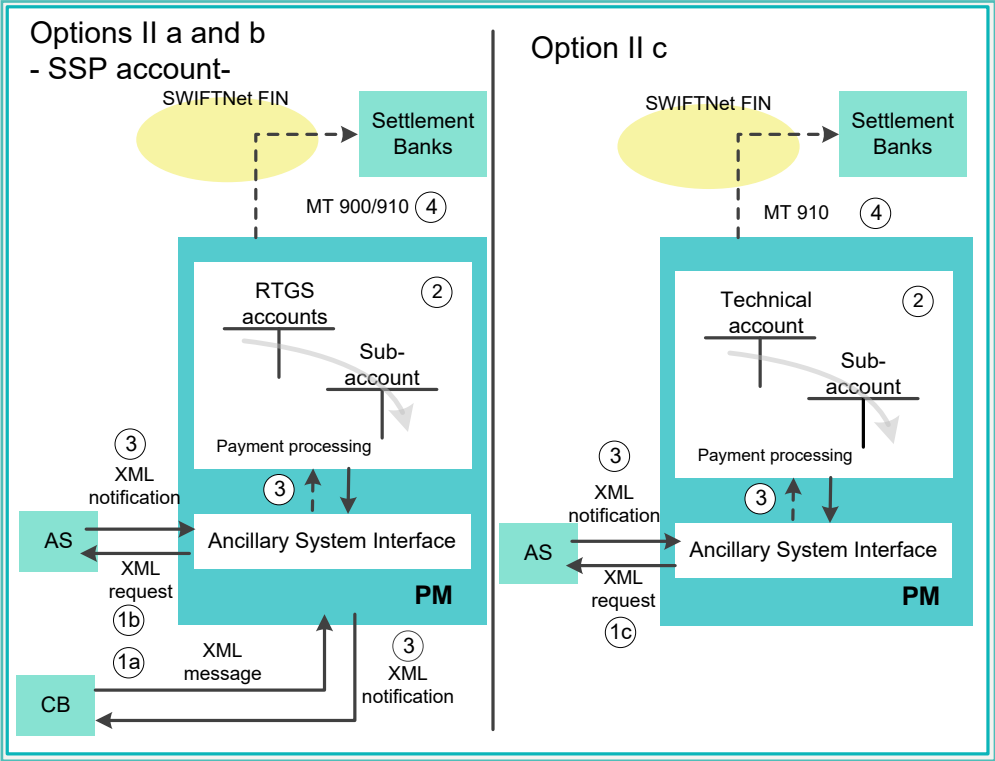 Options II a and b
- SSP account-
SWIFTNet FIN
Settlement
Banks
MT 900/910 4
2
RTGS
accounts
Sub-
account
Payment processing
3
XML
notification
3
AS
Ancillary System Interface
XML
request
PM
1b
1a
XML
message
3
XML
notification
CB
Option II c
SWIFTNet FIN
Settlement
Banks
MT 910 4
2
Technical
account
Sub-
account
Payment processing
3
XML
notification
3
AS
Ancillary System Interface
XML
request
PM
1c